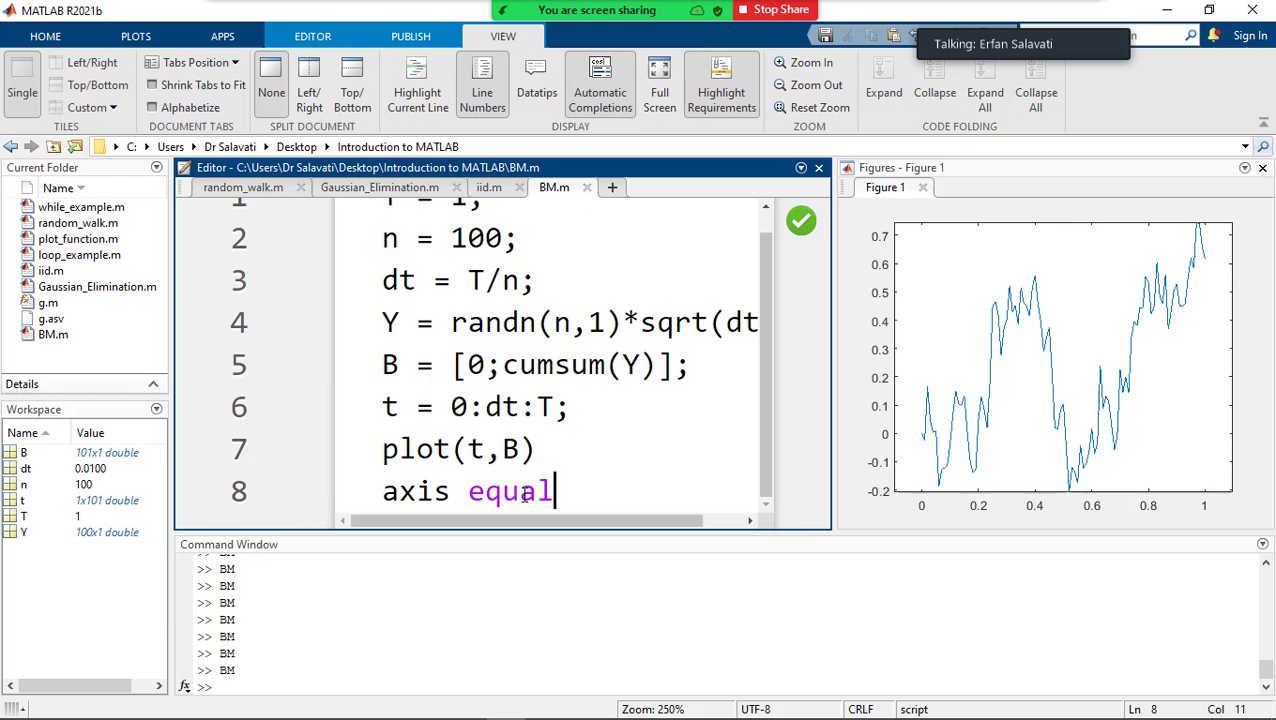 MATLAB R2021b
You are screen sharing
Stop Share
HOME PLOTS APPS EDITOR PUBLISH VIEW
Talking: Erfan Salavati
Sign In
Single
Left/Right
Top/Bottom
Custom
TILES
Tabs Position
Shrink Tabs to Fit
Alphabetize
DOCUMENT TABS
None
Left/
Right
Top/
Bottom
SPLIT DOCUMENT
Highlight
Current Line
Line
Numbers
Datatips
Automatic
Completions
Full
Screen
Highlight
Requirements
DISPLAY
Zoom In
Zoom Out
Reset Zoom
ZOOM
Expand
Collapse
Expand
All
Collapse
All
CODE FOLDING
C: Users Dr Salavati Desktop Introduction to MATLAB
Current Folder
Name
while_example.m
random_walk.m
plot_function.m
loop_example.m
iid.m
Gaussian_Elimination.m
g.m
g.asv
BM.m
Details
Workspace
Name Value
B 101x1 double
dt 0.0100
n 100
t 1x101 double
T 1
Y 100x1 double
Editor - C:\Users\Dr Salavati\Desktop\Introduction to MATLAB\BM.m
random_walk.m Gaussian_Elimination.m iid.m BM.m
1 T = 1;
2 n = 100;
3 dt = T/n;
4 Y = randn(n,1)*sqrt(dt
5 B = [0;cumsum(Y)];
6 t = 0:dt:T;
7 plot(t,B)
8 axis equal
Figures - Figure 1
Figure 1
0.7
0.6
0.5
0.4
0.3
0.2
0.1
0
-0.1
-0.2
0 0.2 0.4 0.6 0.8 1
Command Window
>> BM
>> BM
>> BM
>> BM
>> BM
>> BM
>> BM
>> BM
fx >>
Zoom: 250% UTF-8 CRLF script Ln 8 Col 11